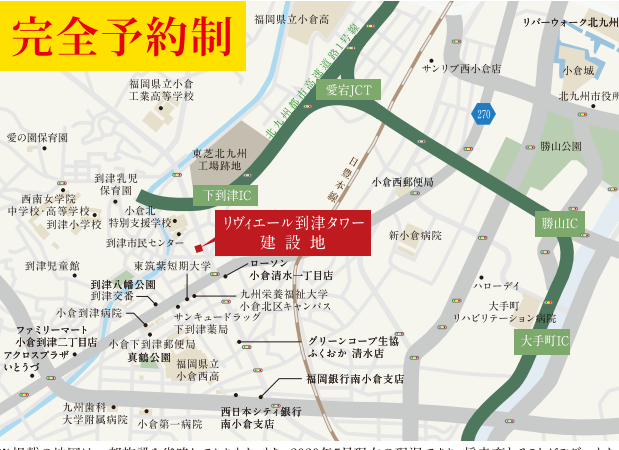 完全予約制
福岡県立小倉高
リバーウォーク北九州
北九州都市高速道路1号線
サンリブ西小倉店
小倉城
福岡県立小倉
工業高等学校
愛宕JCT
北九州市役所
270
愛の園保育園
勝山公園
東芝北九州
工場跡地
日豊本線
到津乳児
保育園
小倉西郵便局
西南女学院
中学校・高等学校
下到津IC
小倉北
特別支援学校
到津小学校
リヴィエール到津タワー
建設地
勝山IC
到津市民センター
新小倉病院
到津児童館
東筑紫短期大学
ローソン
小倉清水一丁目店
到津八幡公園
到津交番
九州栄養福祉大学
小倉北区キャンパス
ハローデイ
小倉到津病院
サンキュードラッグ
下到津薬局
大手町
リハビリテーション病院
ファミリーマート
小倉到津二丁目店
小倉下到津郵便局
真鶴公園
グリーンコープ生協
ふくおか 清水店
大手町IC
アクロスプラザ
いとうづ
福岡県立
小倉西高
福岡銀行南小倉支店
九州歯科
大学附属病院
小倉第一病院
西日本シティ銀行
南小倉支店